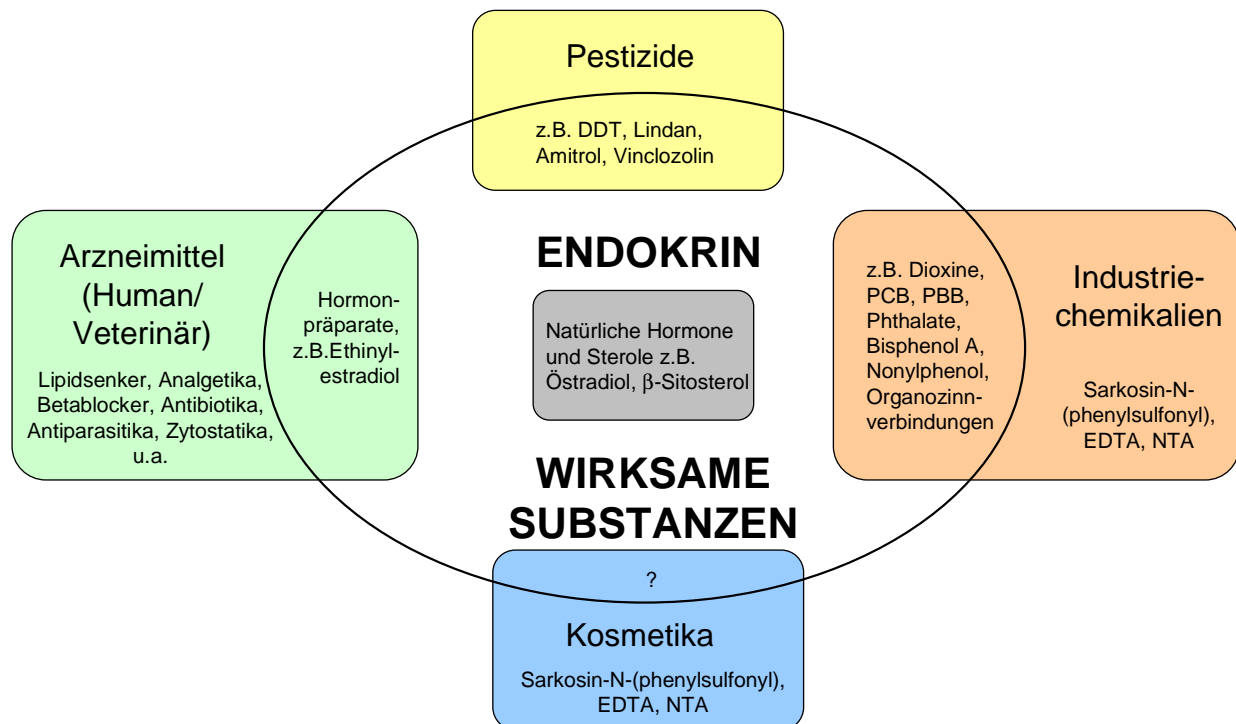 Pestizide
z.B. DDT, Lindan,
Amitrol, Vinclozolin
Arzneimittel
(Human/
Veterinär)
Lipidsenker, Analgetika,
Betablocker, Antibiotika,
Antiparasitika, Zytostatika,
u.a.
Hormon-
präparate,
z.B.Ethinyl-
estradiol
ENDOKRIN
Natürliche Hormone
und Sterole z.B.
Östradiol, β-Sitosterol
WIRKSAME
SUBSTANZEN
z.B. Dioxine,
PCB, PBB,
Phthalate,
Bisphenol A,
Nonylphenol,
Organozinn-
verbindungen
Industrie-
chemikalien
Sarkosin-N-
(phenylsulfonyl),
EDTA, NTA
?
Kosmetika
Sarkosin-N-(phenylsulfonyl),
EDTA, NTA